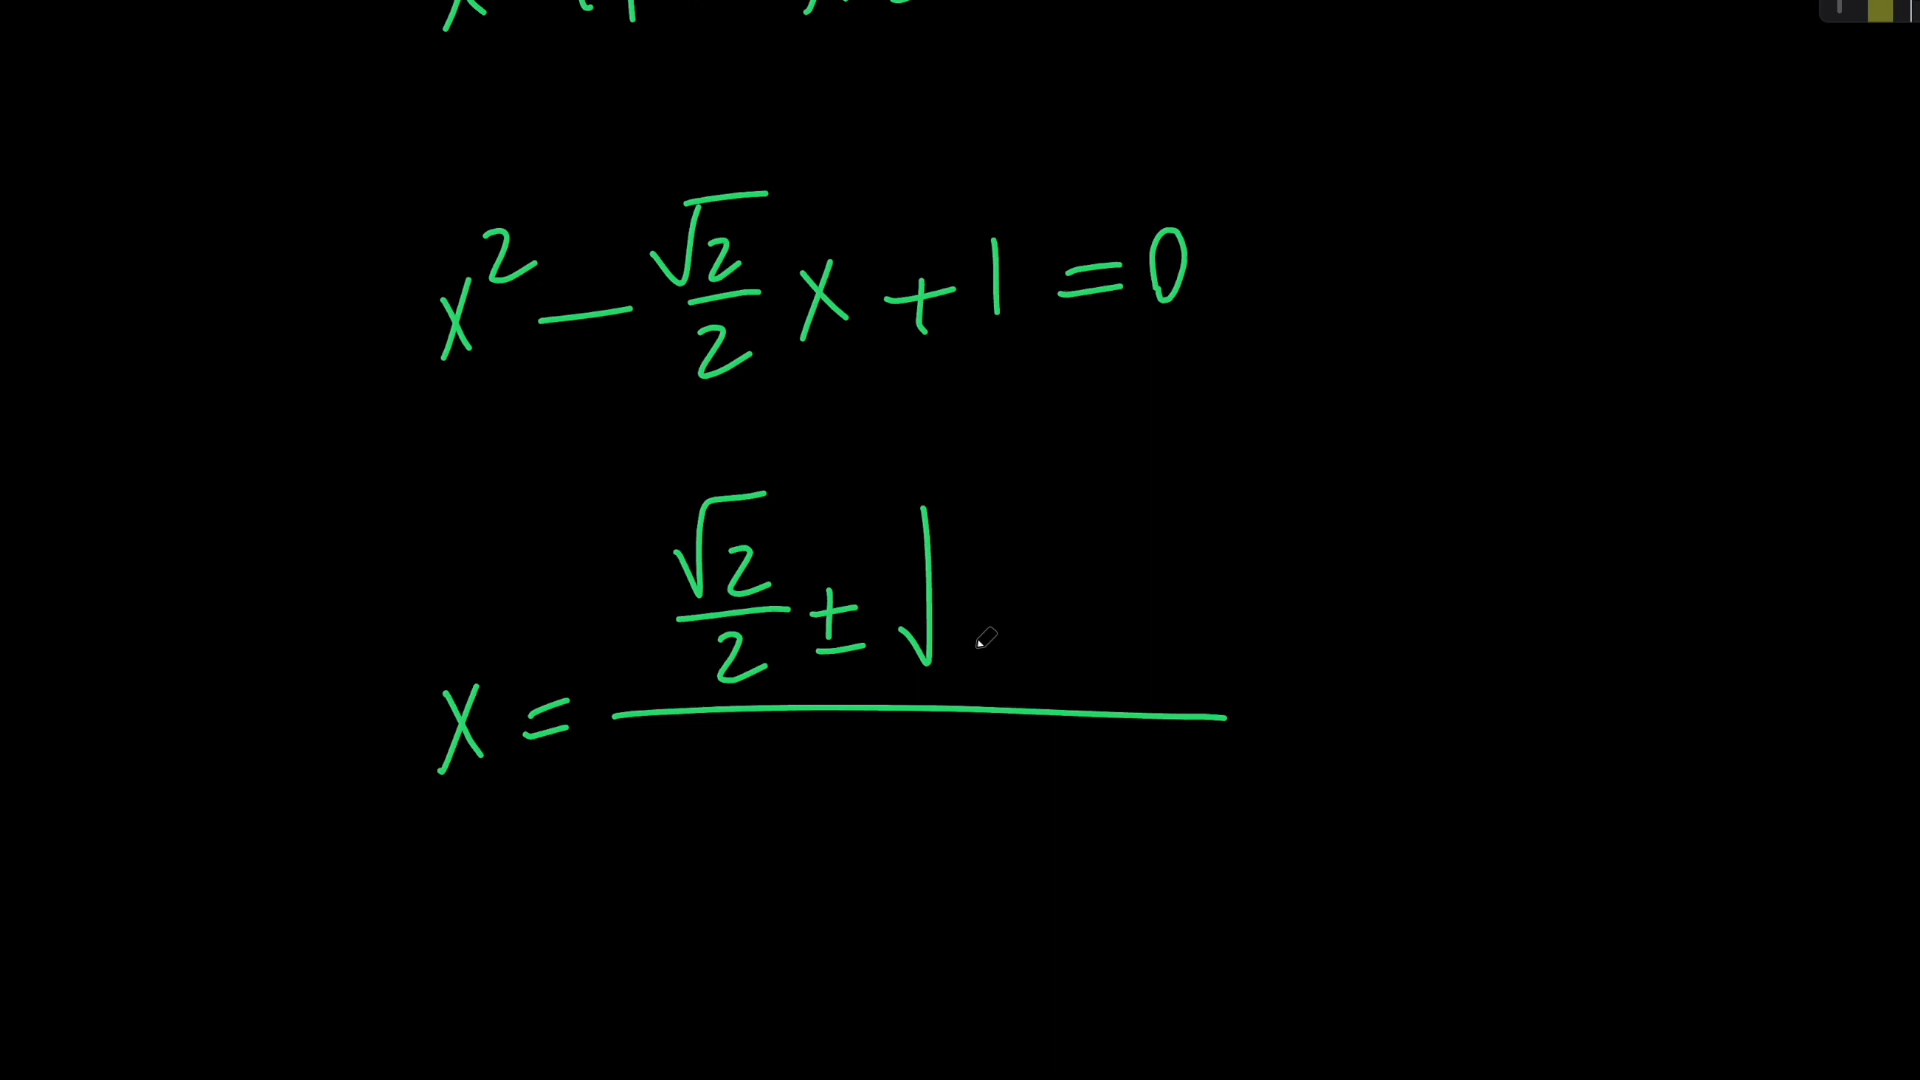 x² - √2/2 x + 1 = 0
x = √2/2 ± √